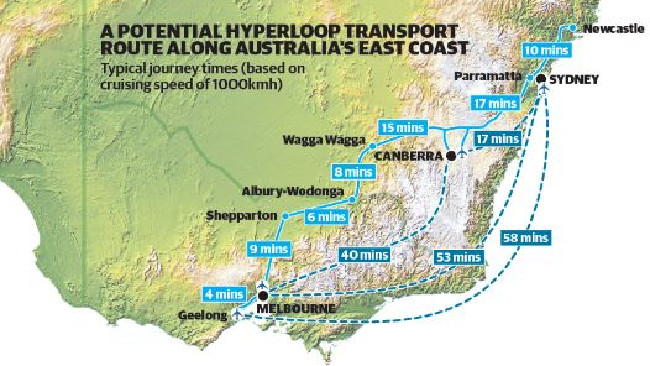 A POTENTIAL HYPERLOOP TRANSPORT
ROUTE ALONG AUSTRALIA'S EAST COAST
Typical journey times (based on
cruising speed of 1000kmh)
Newcastle
10 mins
Parramatta
SYDNEY
17 mins
15 mins
17 mins
Wagga Wagga
CANBERRA
8 mins
Albury-Wodonga
Shepparton
6 mins
58 mins
9 mins
40 mins
53 mins
4 mins
MELBOURNE
Geelong